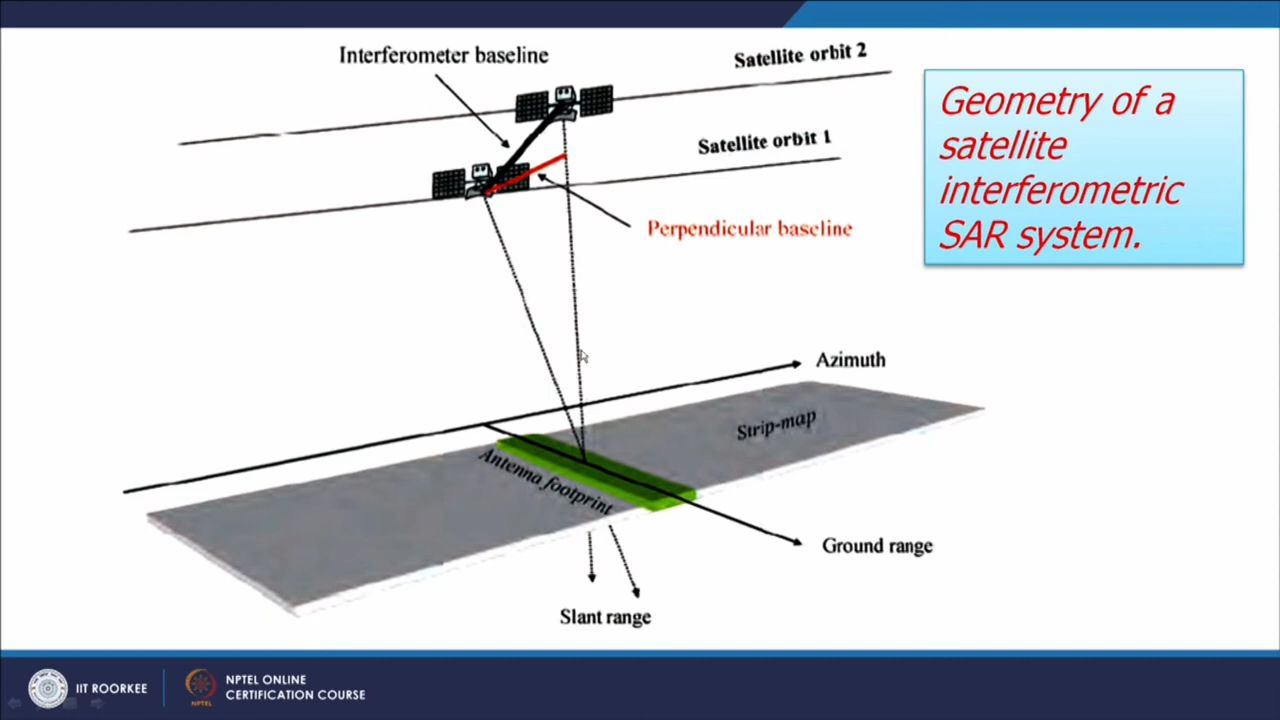 Interferometer baseline
Satellite orbit 2
Satellite orbit 1
Perpendicular baseline
Geometry of a
satellite
interferometric
SAR system.
Azimuth
Strip-map
Antenna footprint
Ground range
Slant range
IIT ROORKEE
NPTEL
NPTEL ONLINE
CERTIFICATION COURSE